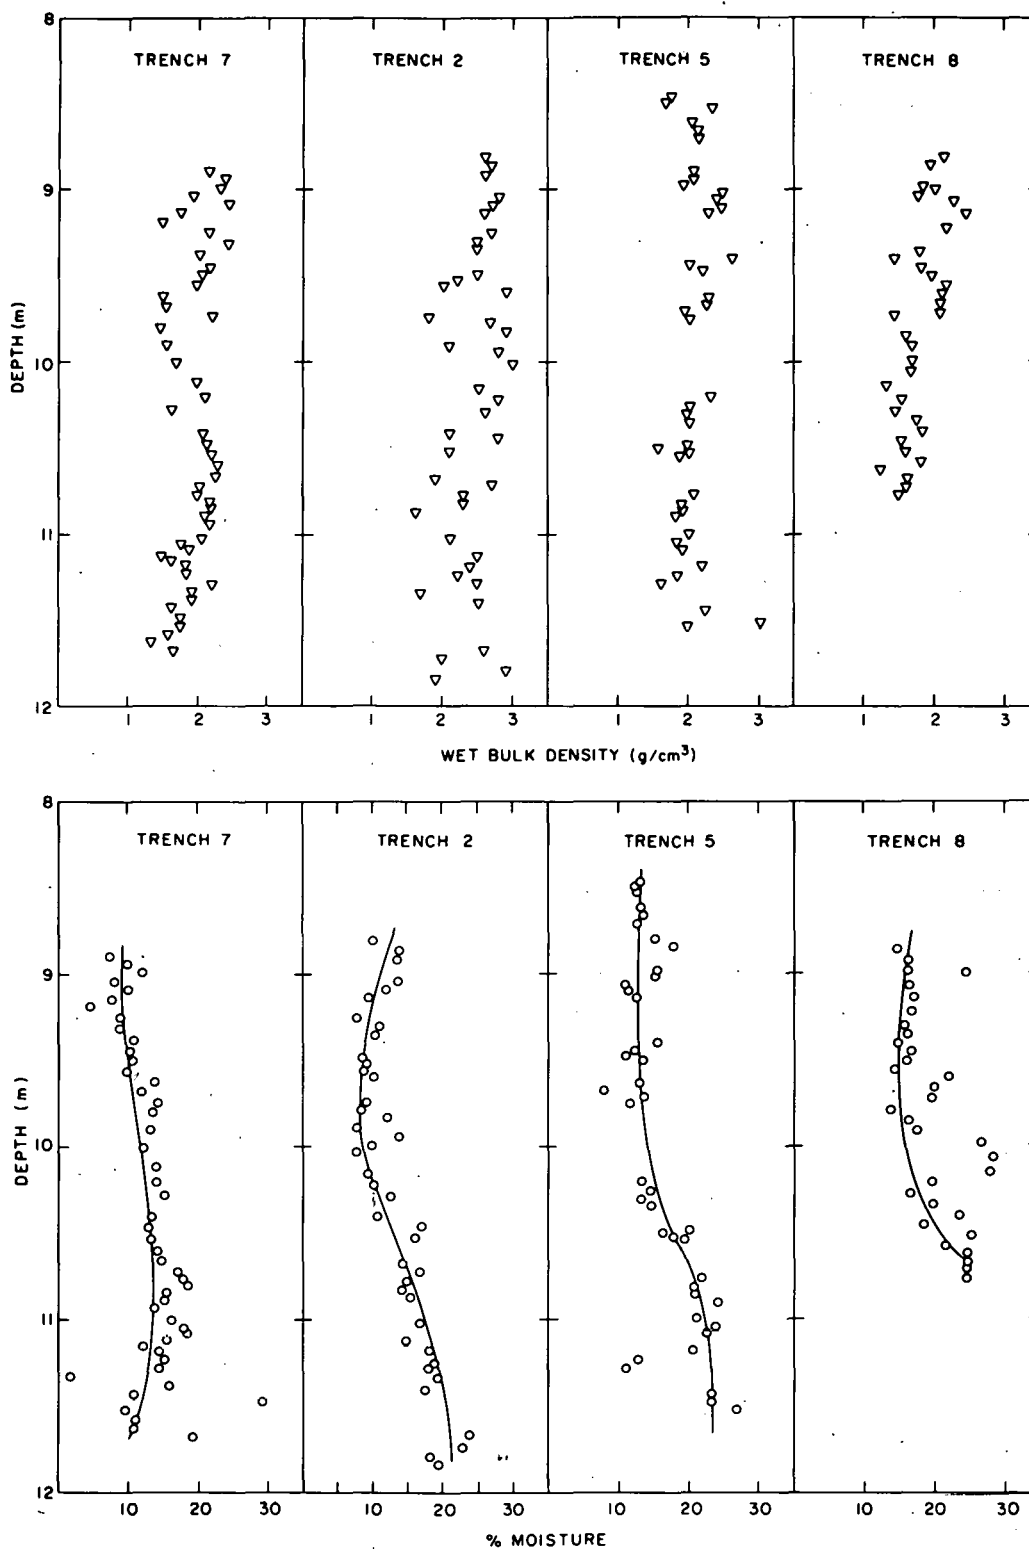 8
TRENCH 7 TRENCH 2 TRENCH 5 TRENCH 8
9
10
11
12
DEPTH (m)
1 2 3 1 2 3 1 2 3 1 2 3
WET BULK DENSITY (g/cm³)
8
TRENCH 7 TRENCH 2 TRENCH 5 TRENCH 8
9
10
11
12
DEPTH (m)
10 20 30 10 20 30 10 20 30 10 20 30
% MOISTURE